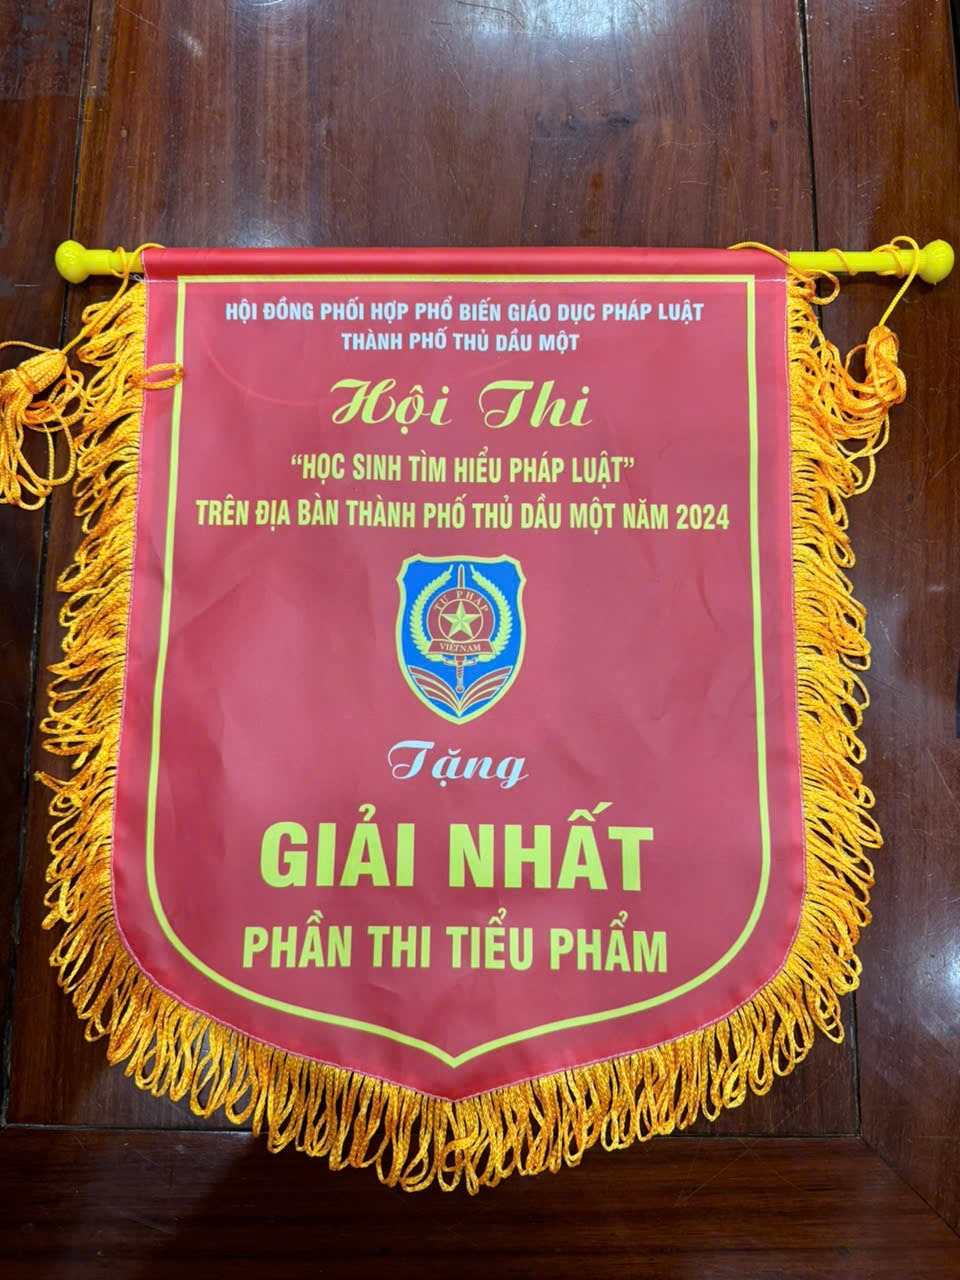 HỘI ĐỒNG PHỐI HỢP PHỔ BIẾN GIÁO DỤC PHÁP LUẬT
THÀNH PHỐ THỦ DẦU MỘT
Hội Thi
“HỌC SINH TÌM HIỂU PHÁP LUẬT”
TRÊN ĐỊA BÀN THÀNH PHỐ THỦ DẦU MỘT NĂM 2024
TƯ PHÁP
VIỆT NAM
Tặng
GIẢI NHẤT
PHẦN THI TIỂU PHẨM